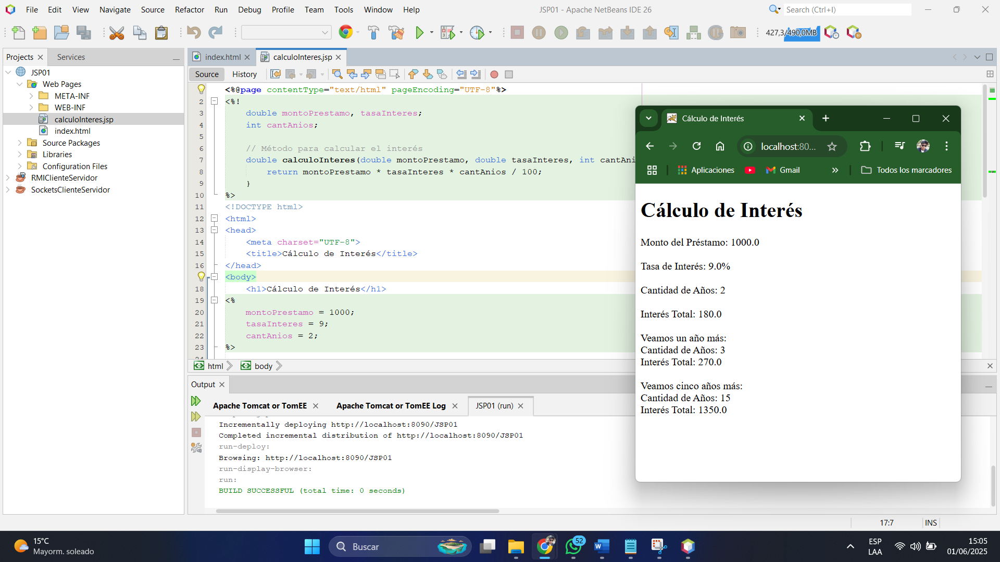 File Edit View Navigate Source Refactor Run Debug Profile Team Tools Window Help
JSP01 - Apache NetBeans IDE 26
Search (Ctrl+I)
427,3/490,0MB
Projects
Services
JSP01
Web Pages
META-INF
WEB-INF
calculoInteres.jsp
index.html
Source Packages
Libraries
Configuration Files
RMIClienteServidor
SocketsClienteServidor
index.html
calculoInteres.jsp
Source History
<%@page contentType="text/html" pageEncoding="UTF-8"%>
2 <%!
3 double montoPrestamo, tasaInteres;
4 int cantAnios;
5
6 // Método para calcular el interés
7 double calculoInteres(double montoPrestamo, double tasaInteres, int cantAni
8 return montoPrestamo * tasaInteres * cantAnios / 100;
9 }
10 %>
11 <!DOCTYPE html>
12 <html>
13 <head>
14 <meta charset="UTF-8">
15 <title>Cálculo de Interés</title>
16 </head>
<body>
18 <h1>Cálculo de Interés</h1>
19 <%
20 montoPrestamo = 1000;
21 tasaInteres = 9;
22 cantAnios = 2;
23 %>
24
html body
Output
Apache Tomcat or TomEE
Apache Tomcat or TomEE Log
JSP01 (run)
Incrementally deploying http://localhost:8090/JSP01
Completed incremental distribution of http://localhost:8090/JSP01
run-deploy:
Browsing: http://localhost:8090/JSP01
run-display-browser:
run:
BUILD SUCCESSFUL (total time: 0 seconds)
17:7 INS
Cálculo de Interés
localhost:80...
Aplicaciones
Gmail
Todos los marcadores
Cálculo de Interés
Monto del Préstamo: 1000.0
Tasa de Interés: 9.0%
Cantidad de Años: 2
Interés Total: 180.0
Veamos un año más:
Cantidad de Años: 3
Interés Total: 270.0
Veamos cinco años más:
Cantidad de Años: 15
Interés Total: 1350.0
15°C
Mayorm. soleado
Buscar
52
ESP
LAA
15:05
01/06/2025